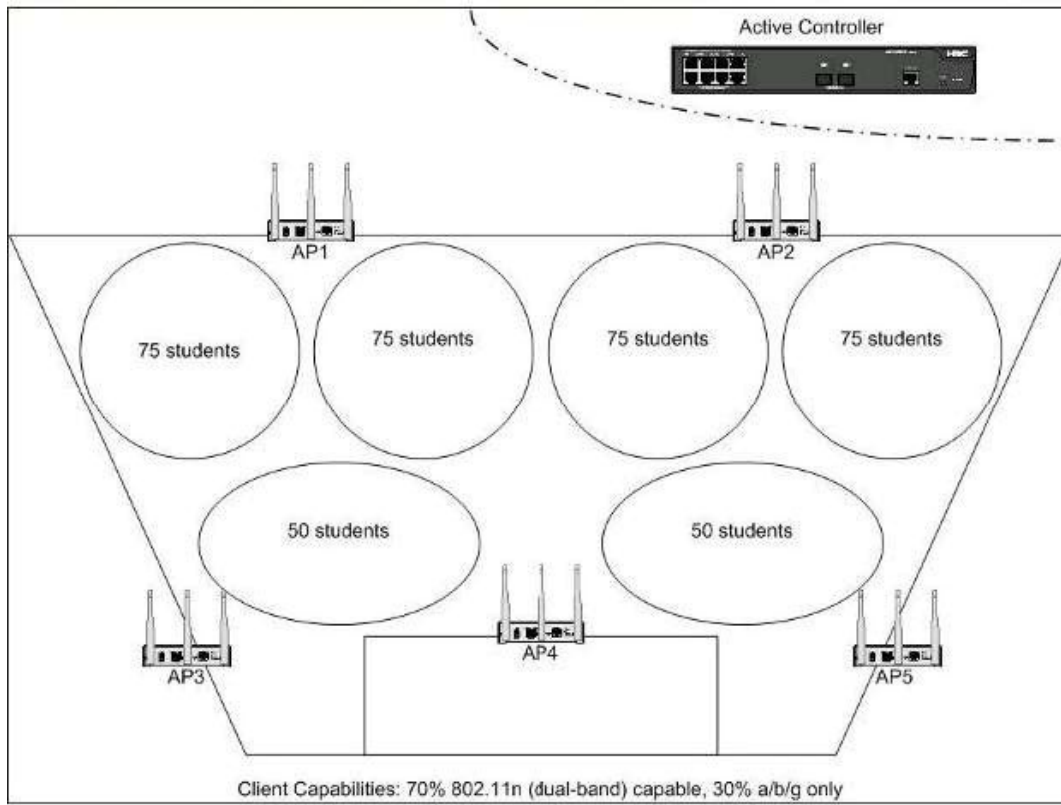 Active Controller
H3C
AP1
AP2
75 students
75 students
75 students
75 students
50 students
50 students
AP4
AP3
AP5
Client Capabilities: 70% 802.11n (dual-band) capable, 30% a/b/g only